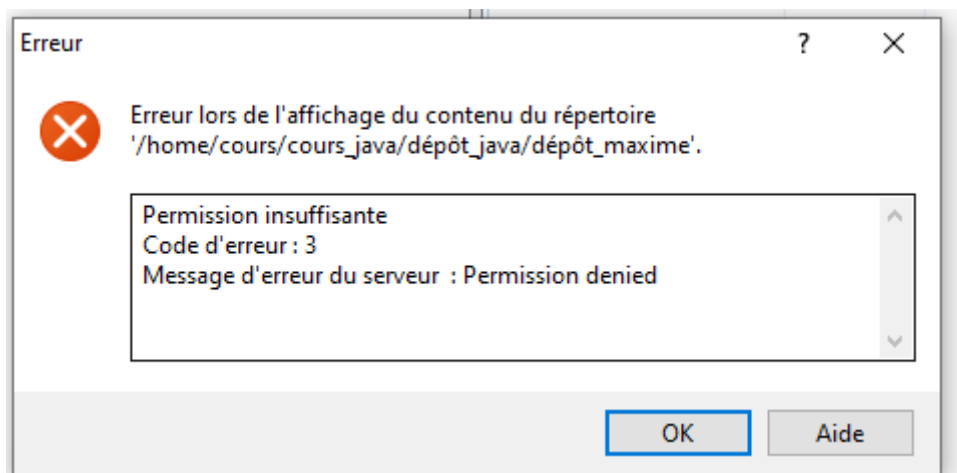 Erreur
?
Erreur lors de l'affichage du contenu du répertoire
'/home/cours/cours_java/dépôt_java/dépôt_maxime'.
Permission insuffisante
Code d'erreur : 3
Message d'erreur du serveur  : Permission denied
OK
Aide